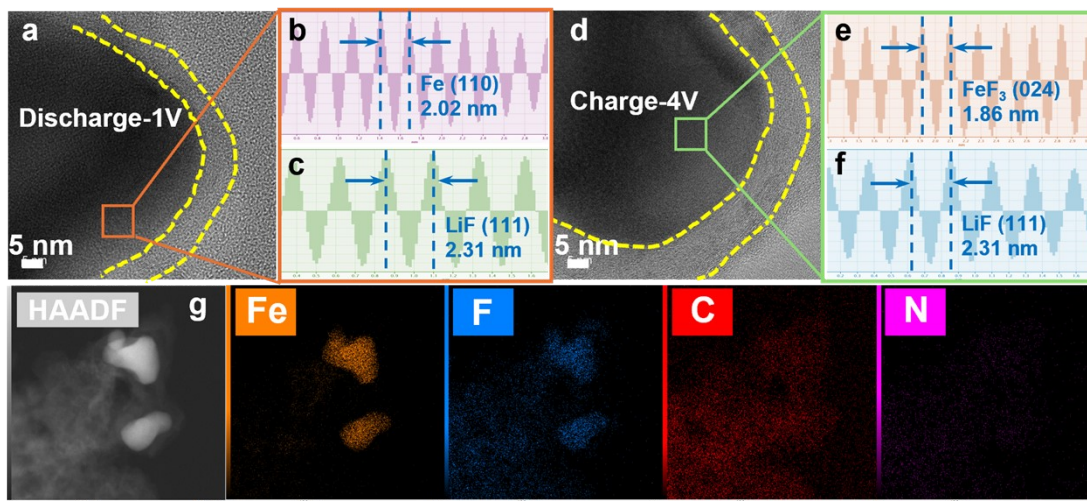 a
Discharge-1V
5 nm
b
Fe (110)
2.02 nm
c
LiF (111)
2.31 nm
d
Charge-4V
5 nm
e
FeF₃ (024)
1.86 nm
f
LiF (111)
2.31 nm
HAADF
g
Fe
F
C
N